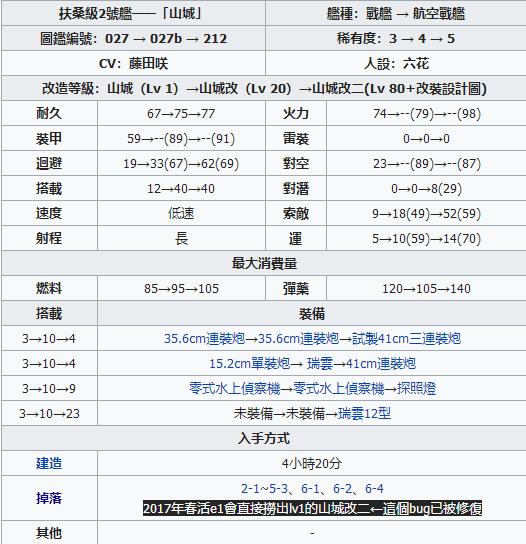 扶桑級2號艦——「山城」 艦種：戰艦 → 航空戰艦
圖鑑編號：027 → 027b → 212 稀有度：3 → 4 → 5
CV：藤田咲 人設：六花
改造等級：山城（Lv 1）→山城改（Lv 20）→山城改二(Lv 80+改裝設計圖)
耐久 67→75→77 火力 74→--(79)→--(98)
裝甲 59→--(89)→--(91) 雷裝 0→0→0
迴避 19→33(67)→62(69) 對空 23→--(89)→--(87)
搭載 12→40→40 對潛 0→0→8(29)
速度 低速 索敵 9→18(49)→52(59)
射程 長 運 5→10(59)→14(70)
最大消費量
燃料 85→95→105 彈藥 120→105→140
搭載 裝備
3→10→4 35.6cm連裝炮→35.6cm連裝炮→試製41cm三連裝炮
3→10→4 15.2cm單裝炮→ 瑞雲→41cm連裝炮
3→10→9 零式水上偵察機→零式水上偵察機→探照燈
3→10→23 未裝備→未裝備→瑞雲12型
入手方式
建造 4小時20分
掉落 2-1~5-3、6-1、6-2、6-4
2017年春活e1會直接撈出lv1的山城改二←這個bug已被修復
其他 -